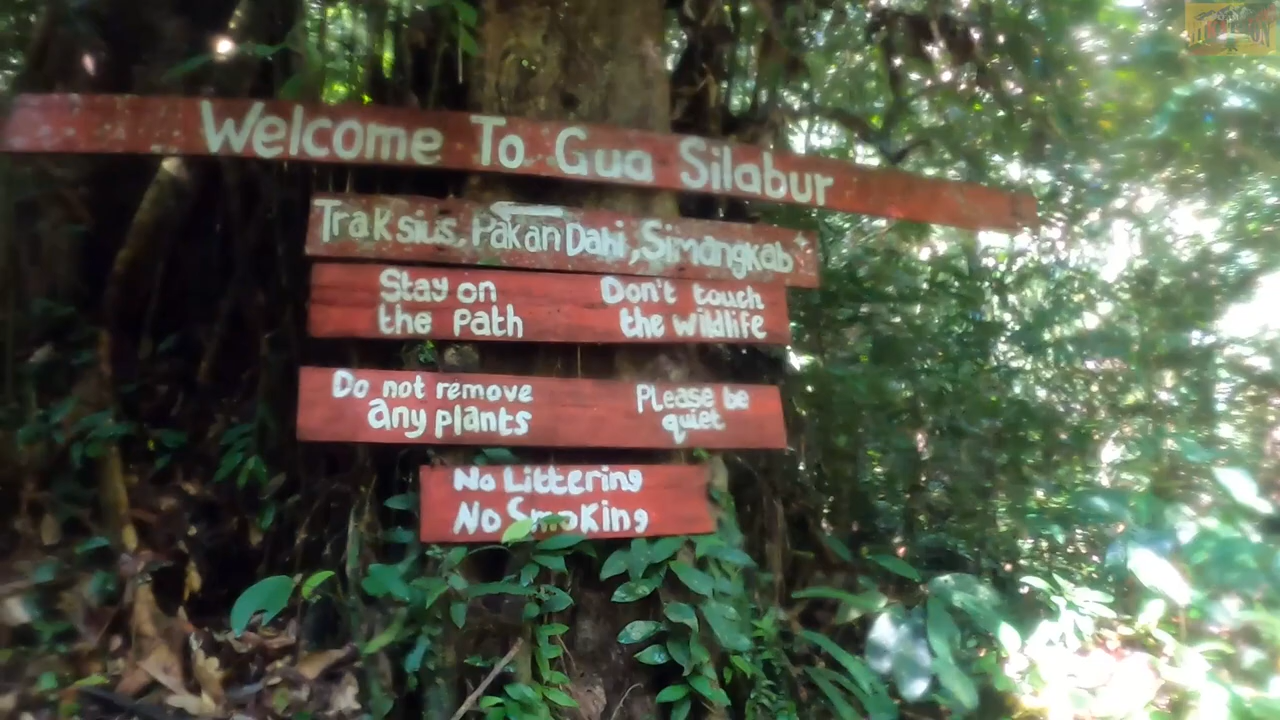 Welcome To Gua Silabur
Traksius, Pakan Dahi, Simangkab
Stay on
the path
Don't touch
the wildlife
Do not remove
any plants
Please be
quiet
No Littering
No Smoking